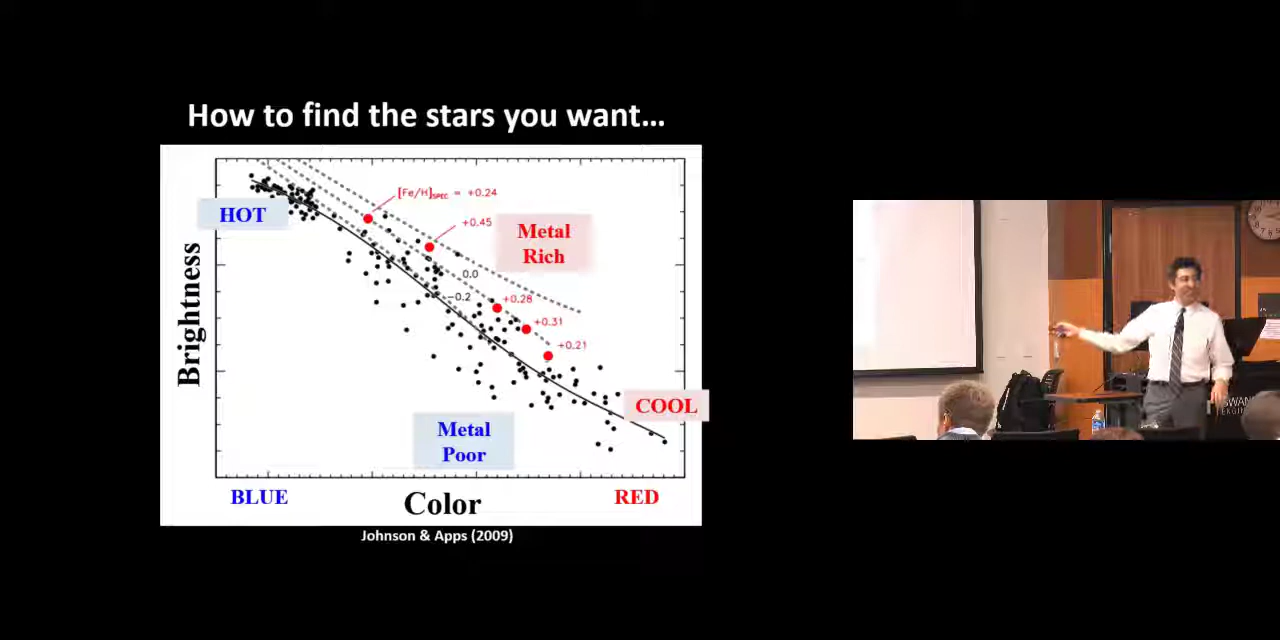 How to find the stars you want...
[Fe/H]SPEC = +0.24
+0.45
HOT
Metal
Rich
0.0
−0.2
+0.28
+0.31
+0.21
Brightness
COOL
Metal
Poor
BLUE
Color
RED
Johnson & Apps (2009)